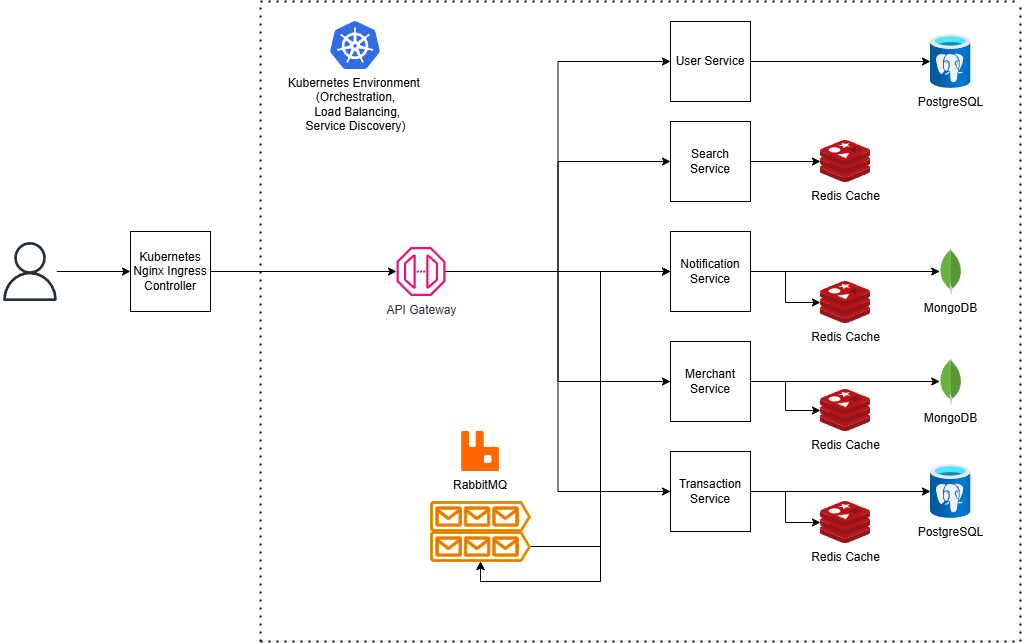 Kubernetes Environment
(Orchestration,
Load Balancing,
Service Discovery)
User Service
PostgreSQL
Search
Service
Redis Cache
Kubernetes
Nginx Ingress
Controller
API Gateway
Notification
Service
MongoDB
Redis Cache
Merchant
Service
MongoDB
Redis Cache
RabbitMQ
Transaction
Service
PostgreSQL
Redis Cache